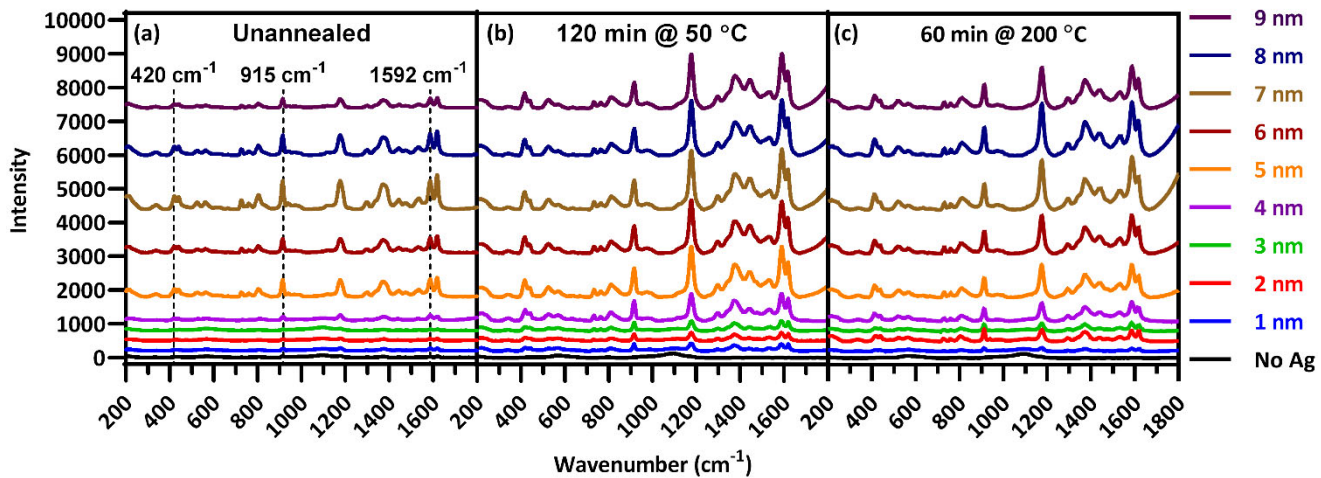 (a) Unannealed
(b) 120 min @ 50 °C
(c) 60 min @ 200 °C
420 cm⁻¹ 915 cm⁻¹ 1592 cm⁻¹
Intensity
10000
9000
8000
7000
6000
5000
4000
3000
2000
1000
0
200 400 600 800 1000 1200 1400 1600 200 400 600 800 1000 1200 1400 1600 200 400 600 800 1000 1200 1400 1600 1800
Wavenumber (cm⁻¹)
9 nm
8 nm
7 nm
6 nm
5 nm
4 nm
3 nm
2 nm
1 nm
No Ag